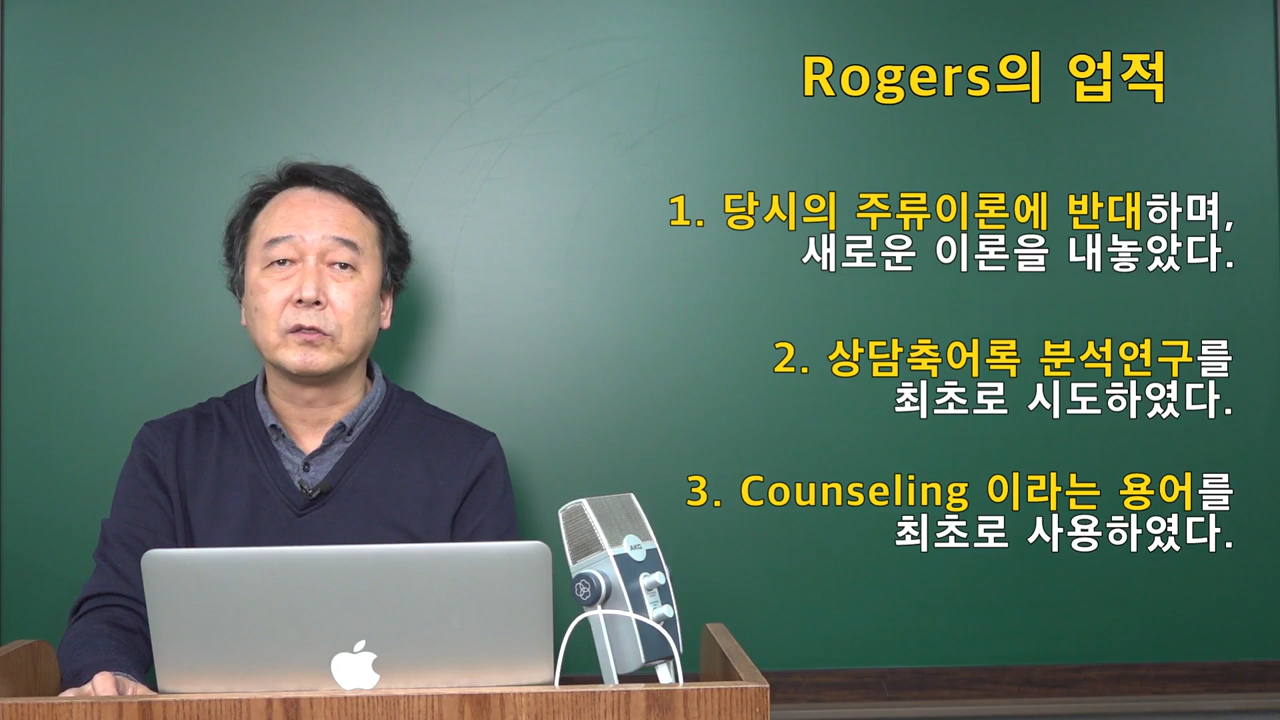 Rogers의 업적
1. 당시의 주류이론에 반대하며,
새로운 이론을 내놓았다.
2. 상담축어록 분석연구를
최초로 시도하였다.
3. Counseling 이라는 용어를
최초로 사용하였다.
AKG